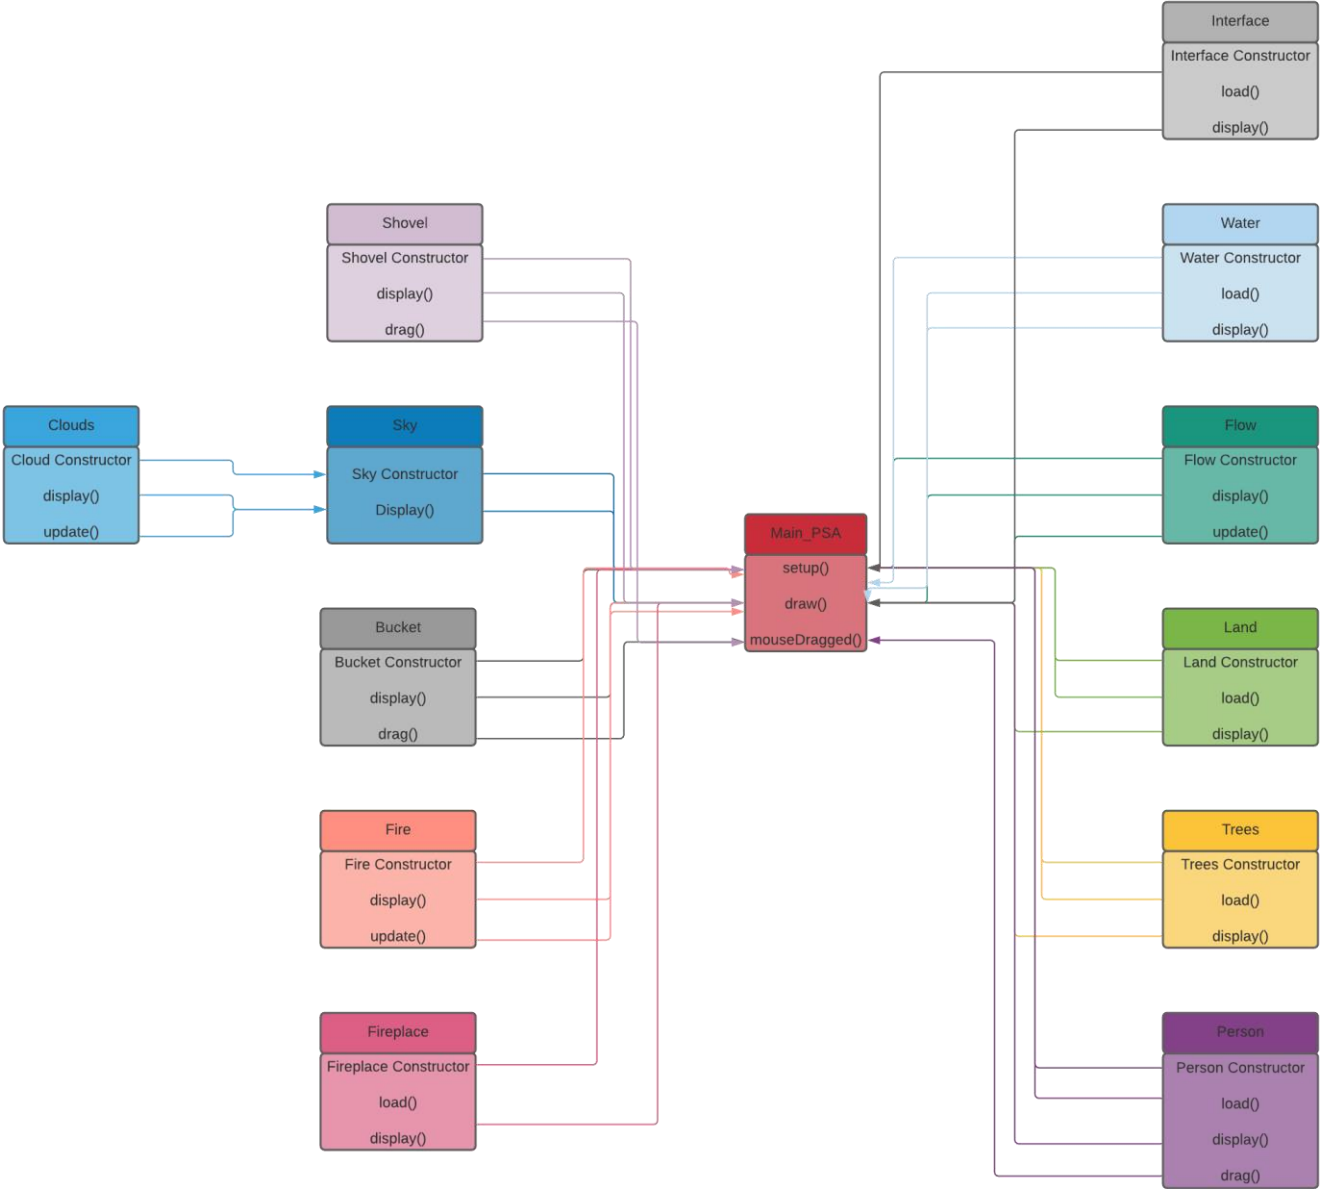 Interface
Interface Constructor
load()
display()
Shovel
Shovel Constructor
display()
drag()
Water
Water Constructor
load()
display()
Clouds
Cloud Constructor
display()
update()
Sky
Sky Constructor
Display()
Flow
Flow Constructor
display()
update()
Main_PSA
setup()
draw()
mouseDragged()
Bucket
Bucket Constructor
display()
drag()
Land
Land Constructor
load()
display()
Fire
Fire Constructor
display()
update()
Trees
Trees Constructor
load()
display()
Fireplace
Fireplace Constructor
load()
display()
Person
Person Constructor
load()
display()
drag()